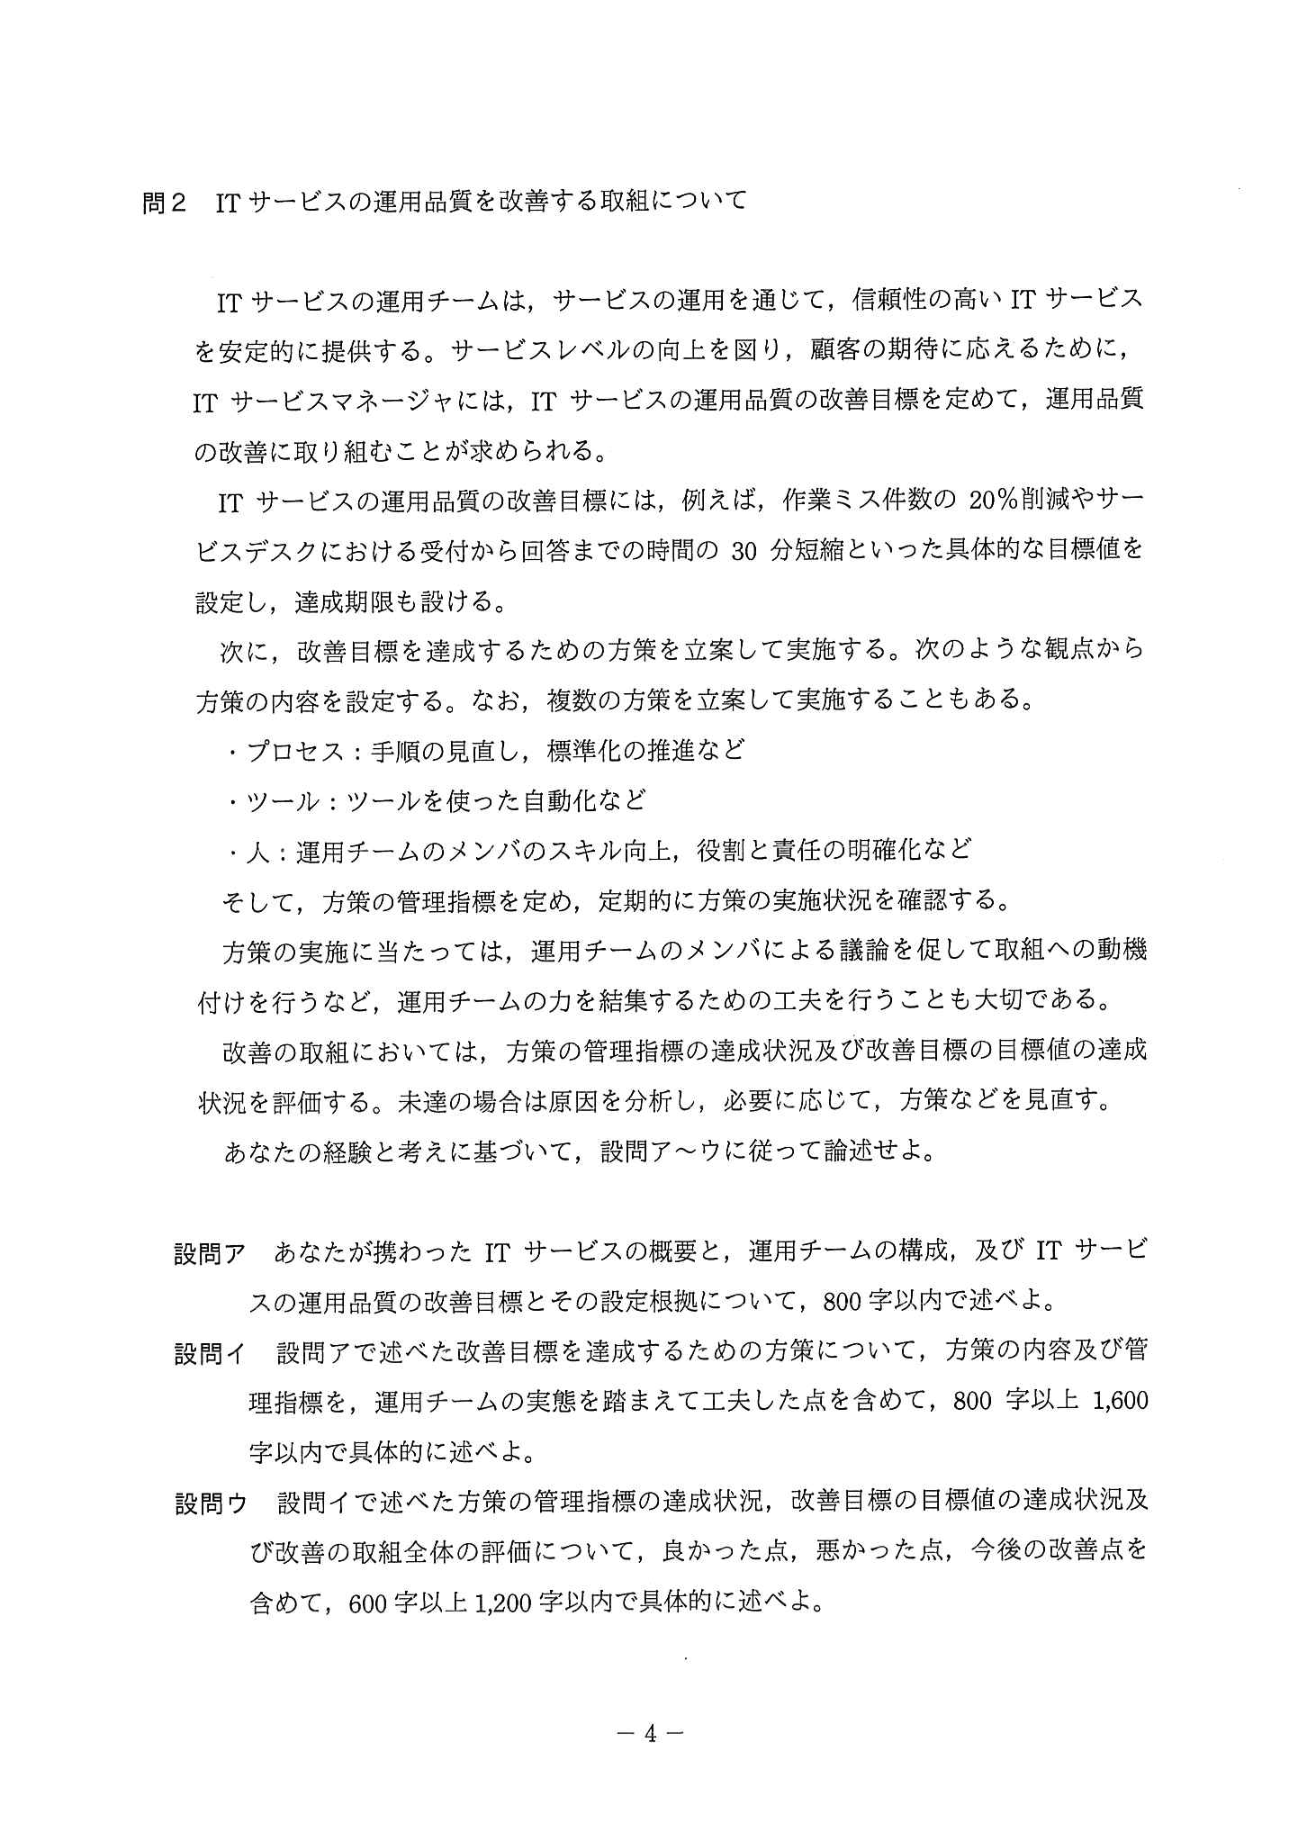 問2　IT サービスの運用品質を改善する取組について
IT サービスの運用チームは，サービスの運用を通じて，信頼性の高い IT サービス
を安定的に提供する。サービスレベルの向上を図り，顧客の期待に応えるために，
IT サービスマネージャには，IT サービスの運用品質の改善目標を定めて，運用品質
の改善に取り組むことが求められる。
IT サービスの運用品質の改善目標には，例えば，作業ミス件数の 20％削減やサー
ビスデスクにおける受付から回答までの時間の 30 分短縮といった具体的な目標値を
設定し，達成期限も設ける。
次に，改善目標を達成するための方策を立案して実施する。次のような観点から
方策の内容を設定する。なお，複数の方策を立案して実施することもある。
・プロセス：手順の見直し，標準化の推進など
・ツール：ツールを使った自動化など
・人：運用チームのメンバのスキル向上，役割と責任の明確化など
そして，方策の管理指標を定め，定期的に方策の実施状況を確認する。
方策の実施に当たっては，運用チームのメンバによる議論を促して取組への動機
付けを行うなど，運用チームの力を結集するための工夫を行うことも大切である。
改善の取組においては，方策の管理指標の達成状況及び改善目標の目標値の達成
状況を評価する。未達の場合は原因を分析し，必要に応じて，方策などを見直す。
あなたの経験と考えに基づいて，設問ア～ウに従って論述せよ。
設問ア　あなたが携わった IT サービスの概要と，運用チームの構成，及び IT サービ
スの運用品質の改善目標とその設定根拠について，800 字以内で述べよ。
設問イ　設問アで述べた改善目標を達成するための方策について，方策の内容及び管
理指標を，運用チームの実態を踏まえて工夫した点を含めて，800 字以上 1,600
字以内で具体的に述べよ。
設問ウ　設問イで述べた方策の管理指標の達成状況，改善目標の目標値の達成状況及
び改善の取組全体の評価について，良かった点，悪かった点，今後の改善点を
含めて，600 字以上 1,200 字以内で具体的に述べよ。
－ 4 －